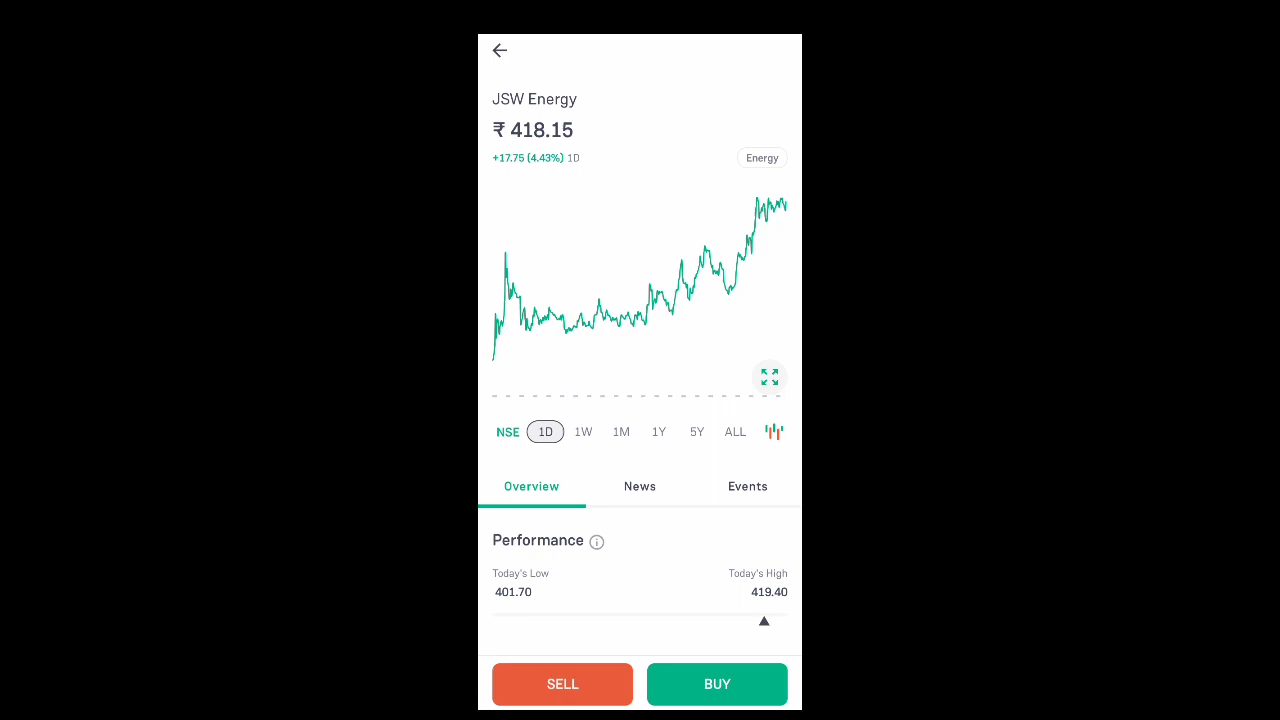 JSW Energy
₹ 418.15
+17.75 (4.43%) 1D
Energy
NSE 1D 1W 1M 1Y 5Y ALL
Overview News Events
Performance
Today's Low Today's High
401.70 419.40
SELL BUY